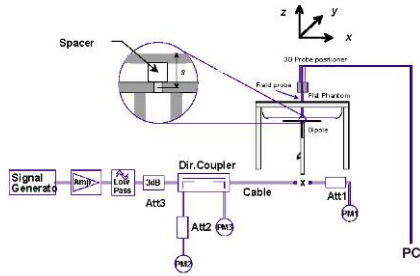 z
y
x
Spacer
s
3D Probe positioner
Field probe
Flat Phantom
Dipole
Signal
Generato
Amp
Low
Pass
3dB
Att3
Dir.Coupler
Cable
x
Att1
PM1
Att2
PM3
PM2
PC